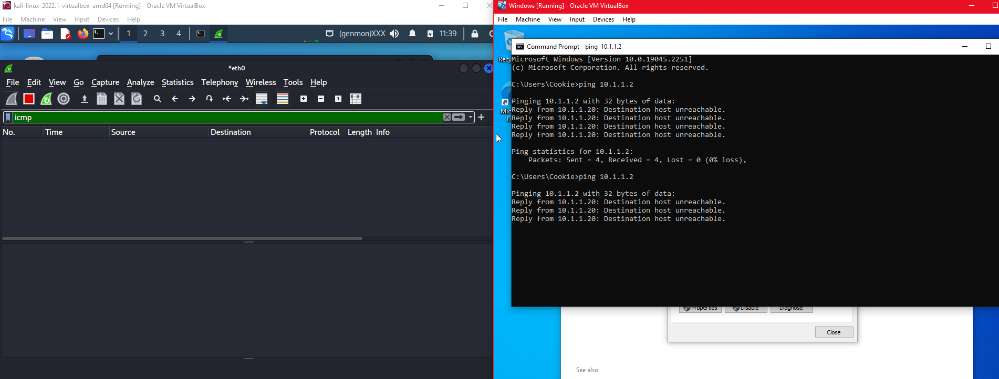 kali-linux-2022.1-virtualbox-amd64 [Running] - Oracle VM VirtualBox
File Machine View Input Devices Help
1 2 3 4 (genmon)XXX 11:39
*eth0
File Edit View Go Capture Analyze Statistics Telephony Wireless Tools Help
icmp
No. Time Source Destination Protocol Length Info
Windows [Running] - Oracle VM VirtualBox
File Machine View Input Devices Help
Recy
Mic
E
Command Prompt - ping 10.1.1.2
Microsoft Windows [Version 10.0.19045.2251]
(c) Microsoft Corporation. All rights reserved.
C:\Users\Cookie>ping 10.1.1.2
Pinging 10.1.1.2 with 32 bytes of data:
Reply from 10.1.1.20: Destination host unreachable.
Reply from 10.1.1.20: Destination host unreachable.
Reply from 10.1.1.20: Destination host unreachable.
Reply from 10.1.1.20: Destination host unreachable.
Ping statistics for 10.1.1.2:
Packets: Sent = 4, Received = 4, Lost = 0 (0% loss),
C:\Users\Cookie>ping 10.1.1.2
Pinging 10.1.1.2 with 32 bytes of data:
Reply from 10.1.1.20: Destination host unreachable.
Reply from 10.1.1.20: Destination host unreachable.
Reply from 10.1.1.20: Destination host unreachable.
Properties Disable Diagnose
Close
See also